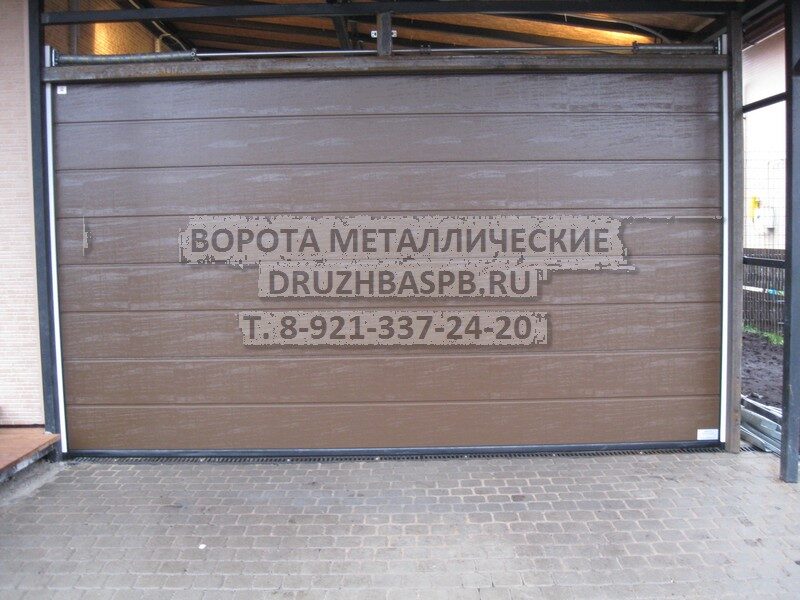 ВОРОТА МЕТАЛЛИЧЕСКИЕ
DRUZHBASPB.RU
Т. 8-921-337-24-20